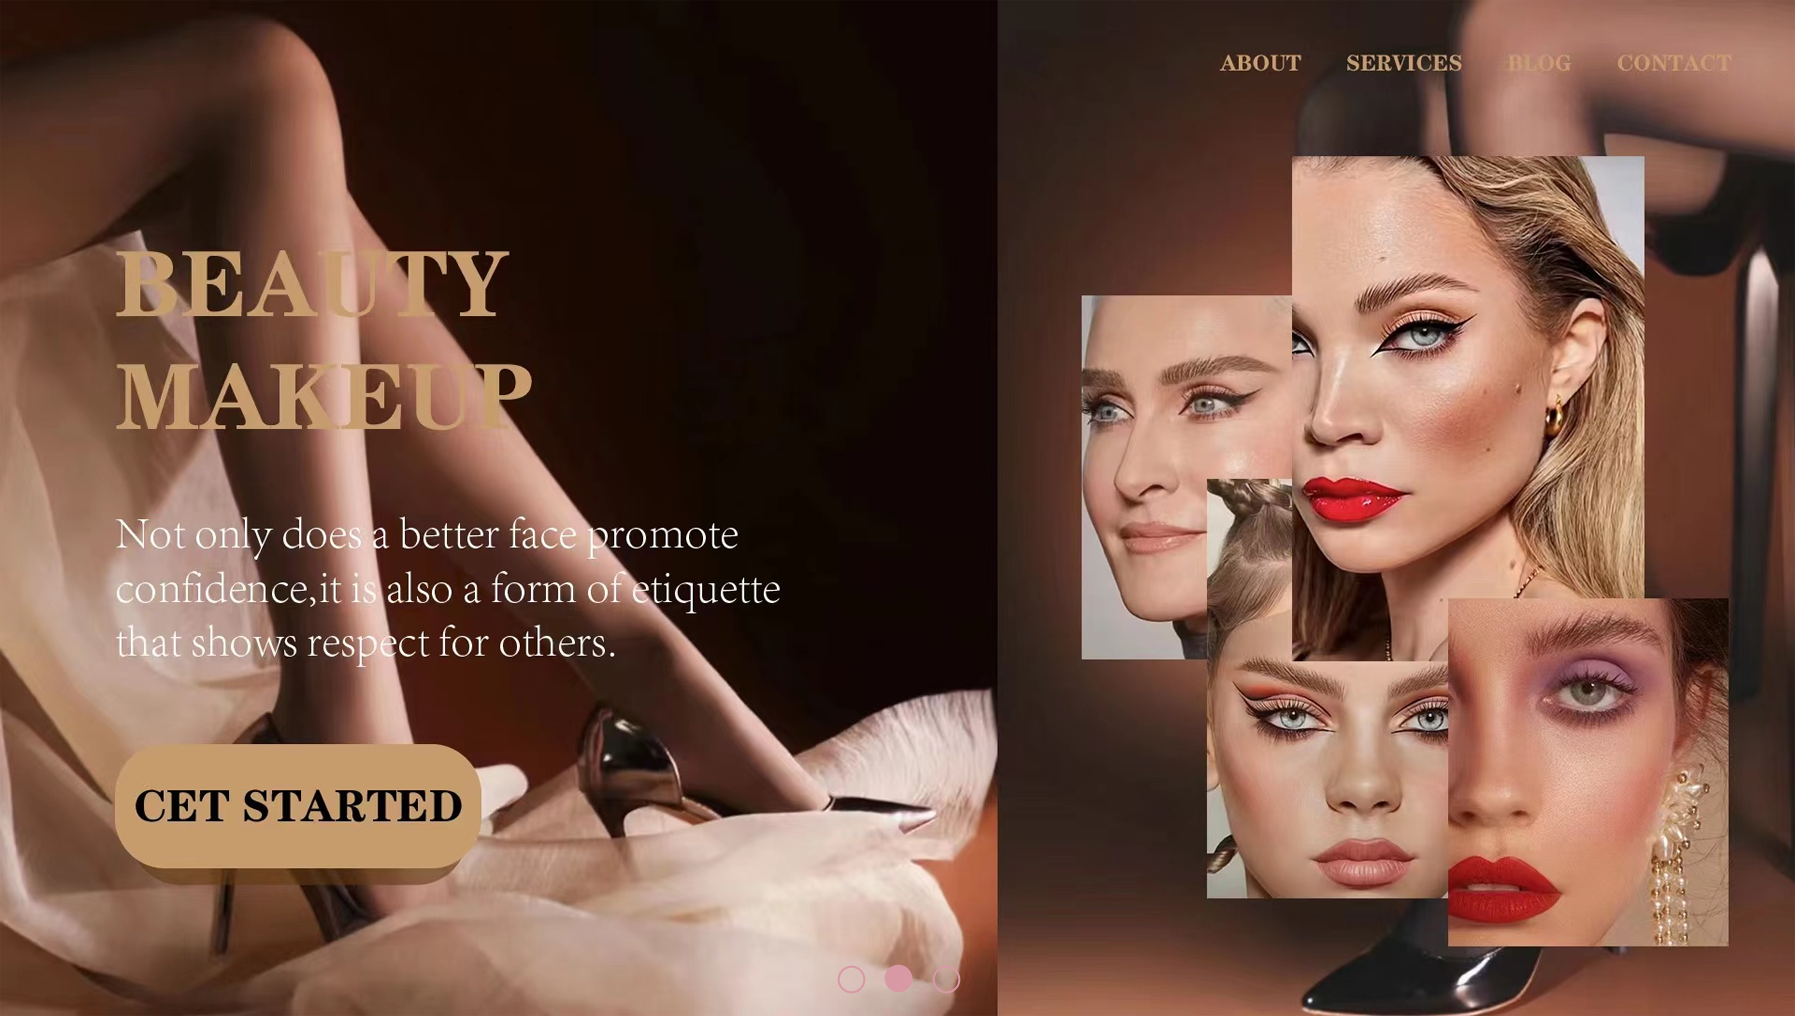 ABOUT SERVICES BLOG CONTACT
BEAUTY
MAKEUP
Not only does a better face promote
confidence,it is also a form of etiquette
that shows respect for others.
CET STARTED